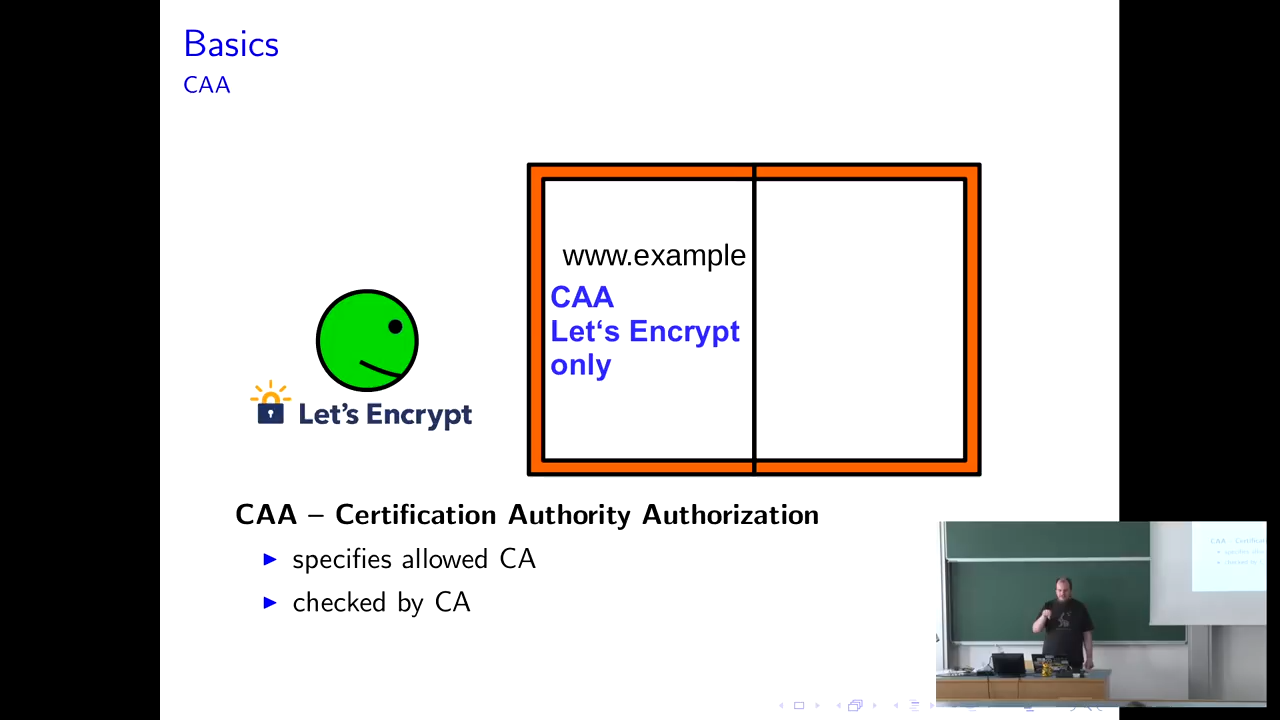 Basics
CAA
www.example
CAA
Let‘s Encrypt
only
Let's Encrypt
CAA – Certification Authority Authorization
specifies allowed CA
checked by CA